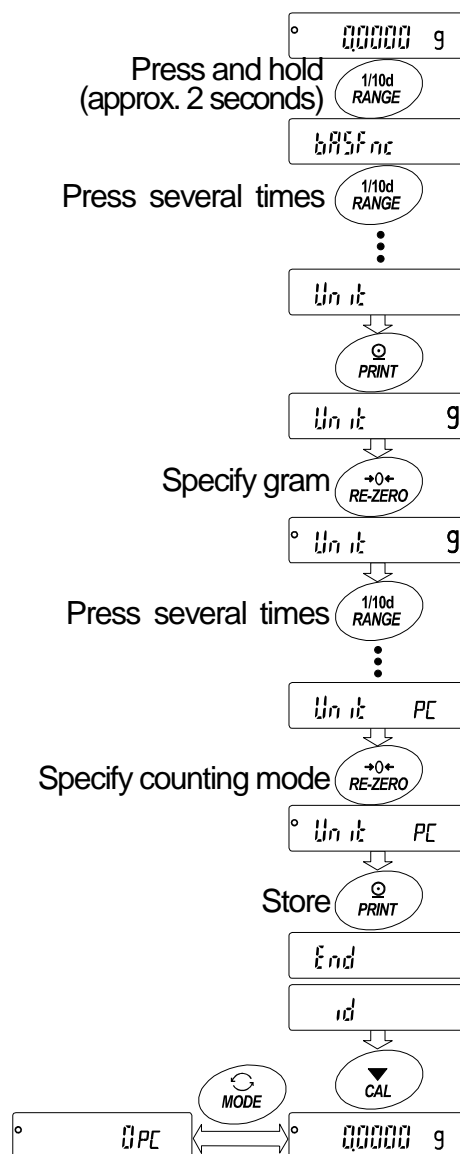 0.0000 g
Press and hold
(approx. 2 seconds)
1/10d
RANGE
bASFnc
Press several times
1/10d
RANGE
Unit
PRINT
Unit g
Specify gram
→0←
RE-ZERO
Unit g
Press several times
1/10d
RANGE
Unit PC
Specify counting mode
→0←
RE-ZERO
Unit PC
Store
PRINT
End
id
MODE
CAL
0 PC
0.0000 g